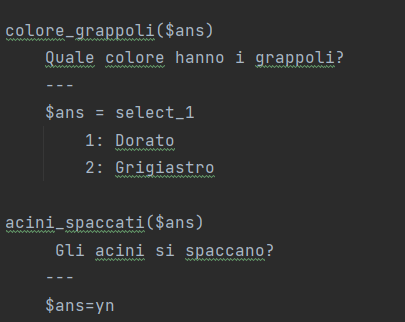 colore_grappoli($ans)
Quale colore hanno i grappoli?
---
$ans = select_1
1: Dorato
2: Grigiastro
acini_spaccati($ans)
Gli acini si spaccano?
---
$ans=yn